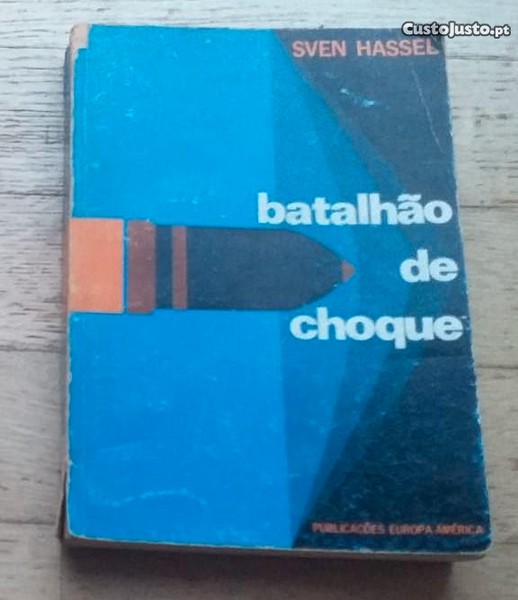 CustoJusto.pt
SVEN HASSEL
batalhão
de
choque
PUBLICAÇÕES EUROPA-AMÉRICA